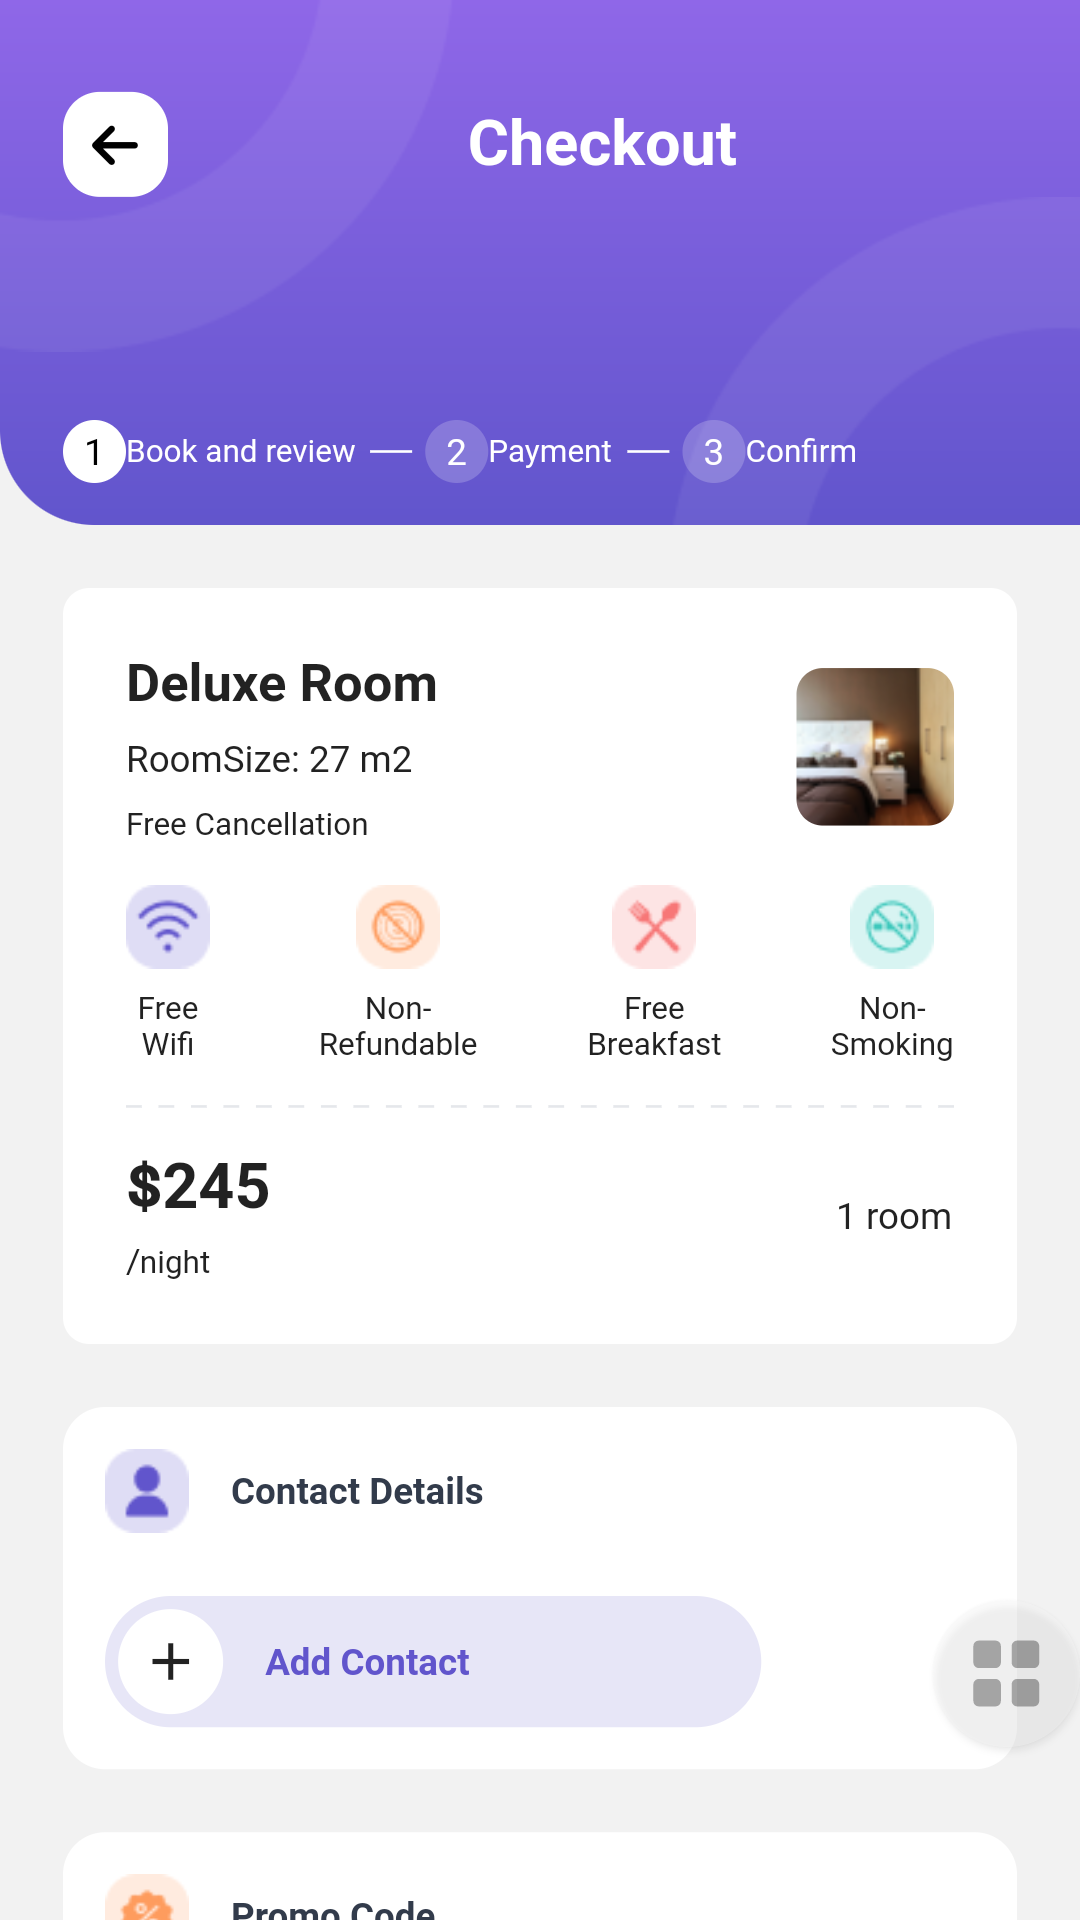 Checkout
1 Book and review 2 Payment 3 Confirm
Deluxe Room
RoomSize: 27 m2
Free Cancellation
Free
Wifi
Non-
Refundable
Free
Breakfast
Non-
Smoking
$245
/night
1 room
Contact Details
Add Contact
Promo Code